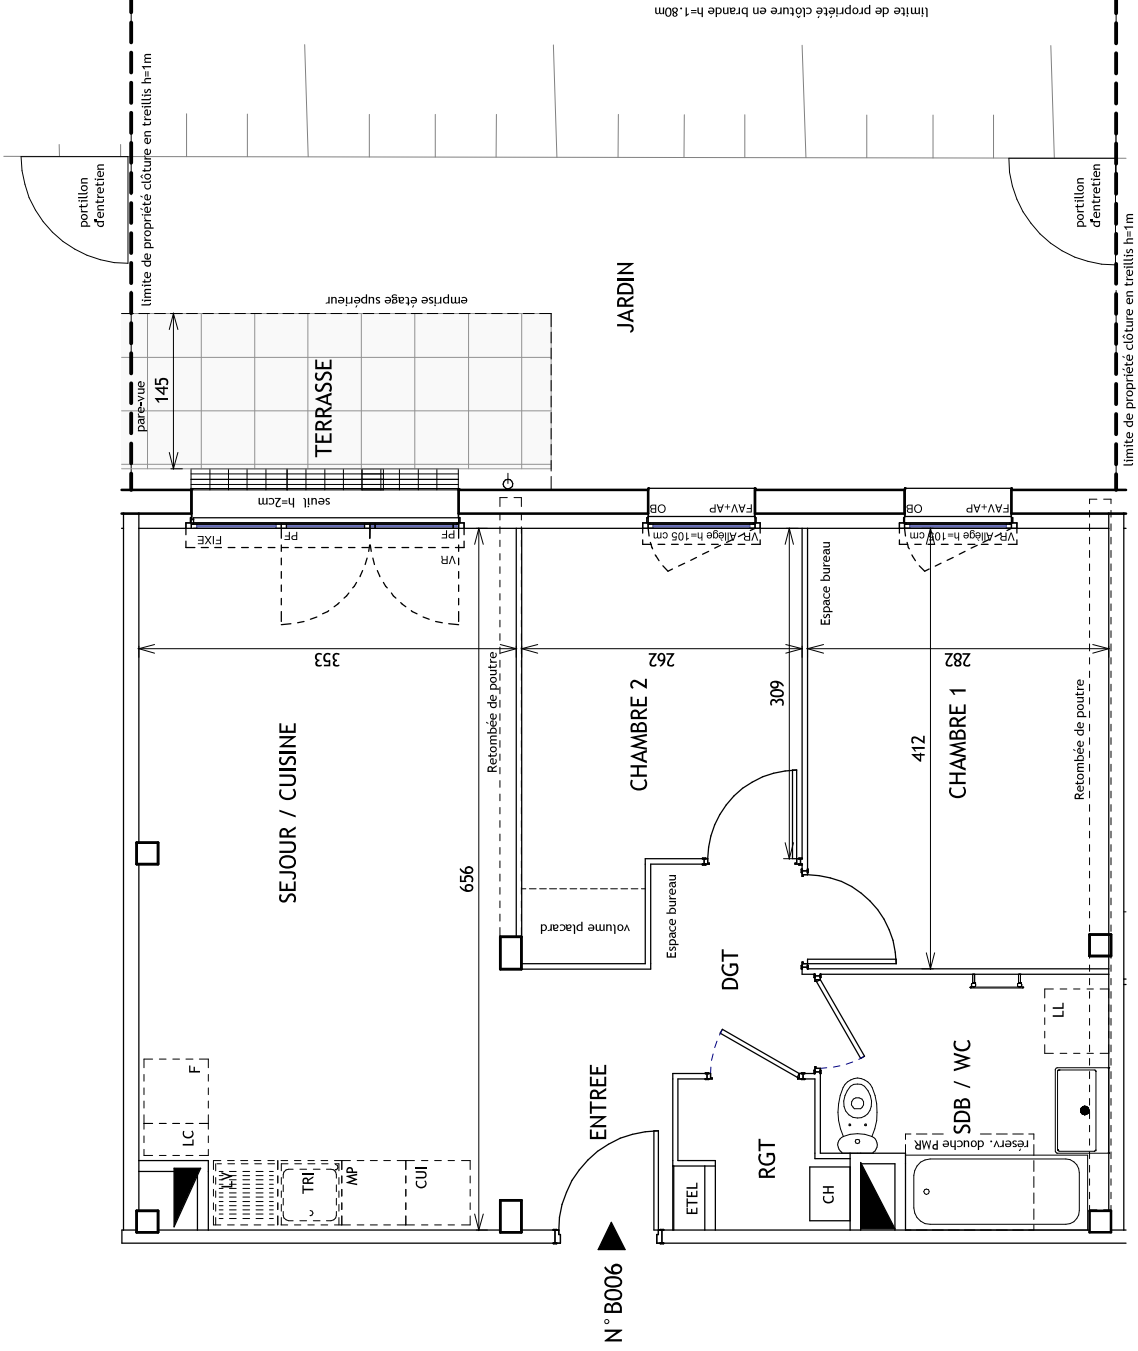 limite de propriété clôture en brande h=1.80m
limite de propriété clôture en treillis h=1m
portillon
d'entretien
portillon
d'entretien
limite de propriété clôture en treillis h=1m
emprise étage supérieur
JARDIN
pare-vue
145
TERRASSE
seuil h=2cm
OB
FAV+AP
OB
FAV+AP
FIXE
PF
PF
VR
VR-Allège h=105 cm
VR-Allège h=105 cm
Espace bureau
353
262
282
309
Retombée de poutre
CHAMBRE 2
CHAMBRE 1
412
Retombée de poutre
SEJOUR / CUISINE
656
volume placard
Espace bureau
DGT
LL
F
LC
ENTREE
SDB / WC
réserv. douche PMR
RGT
LV
TRI
MP
CUI
ETEL
CH
N°B006